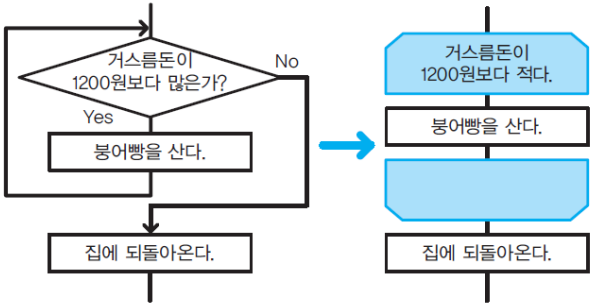 거스름돈이
1200원보다 많은가?
No
Yes
붕어빵을 산다.
집에 되돌아온다.
거스름돈이
1200원보다 적다.
붕어빵을 산다.
집에 되돌아온다.